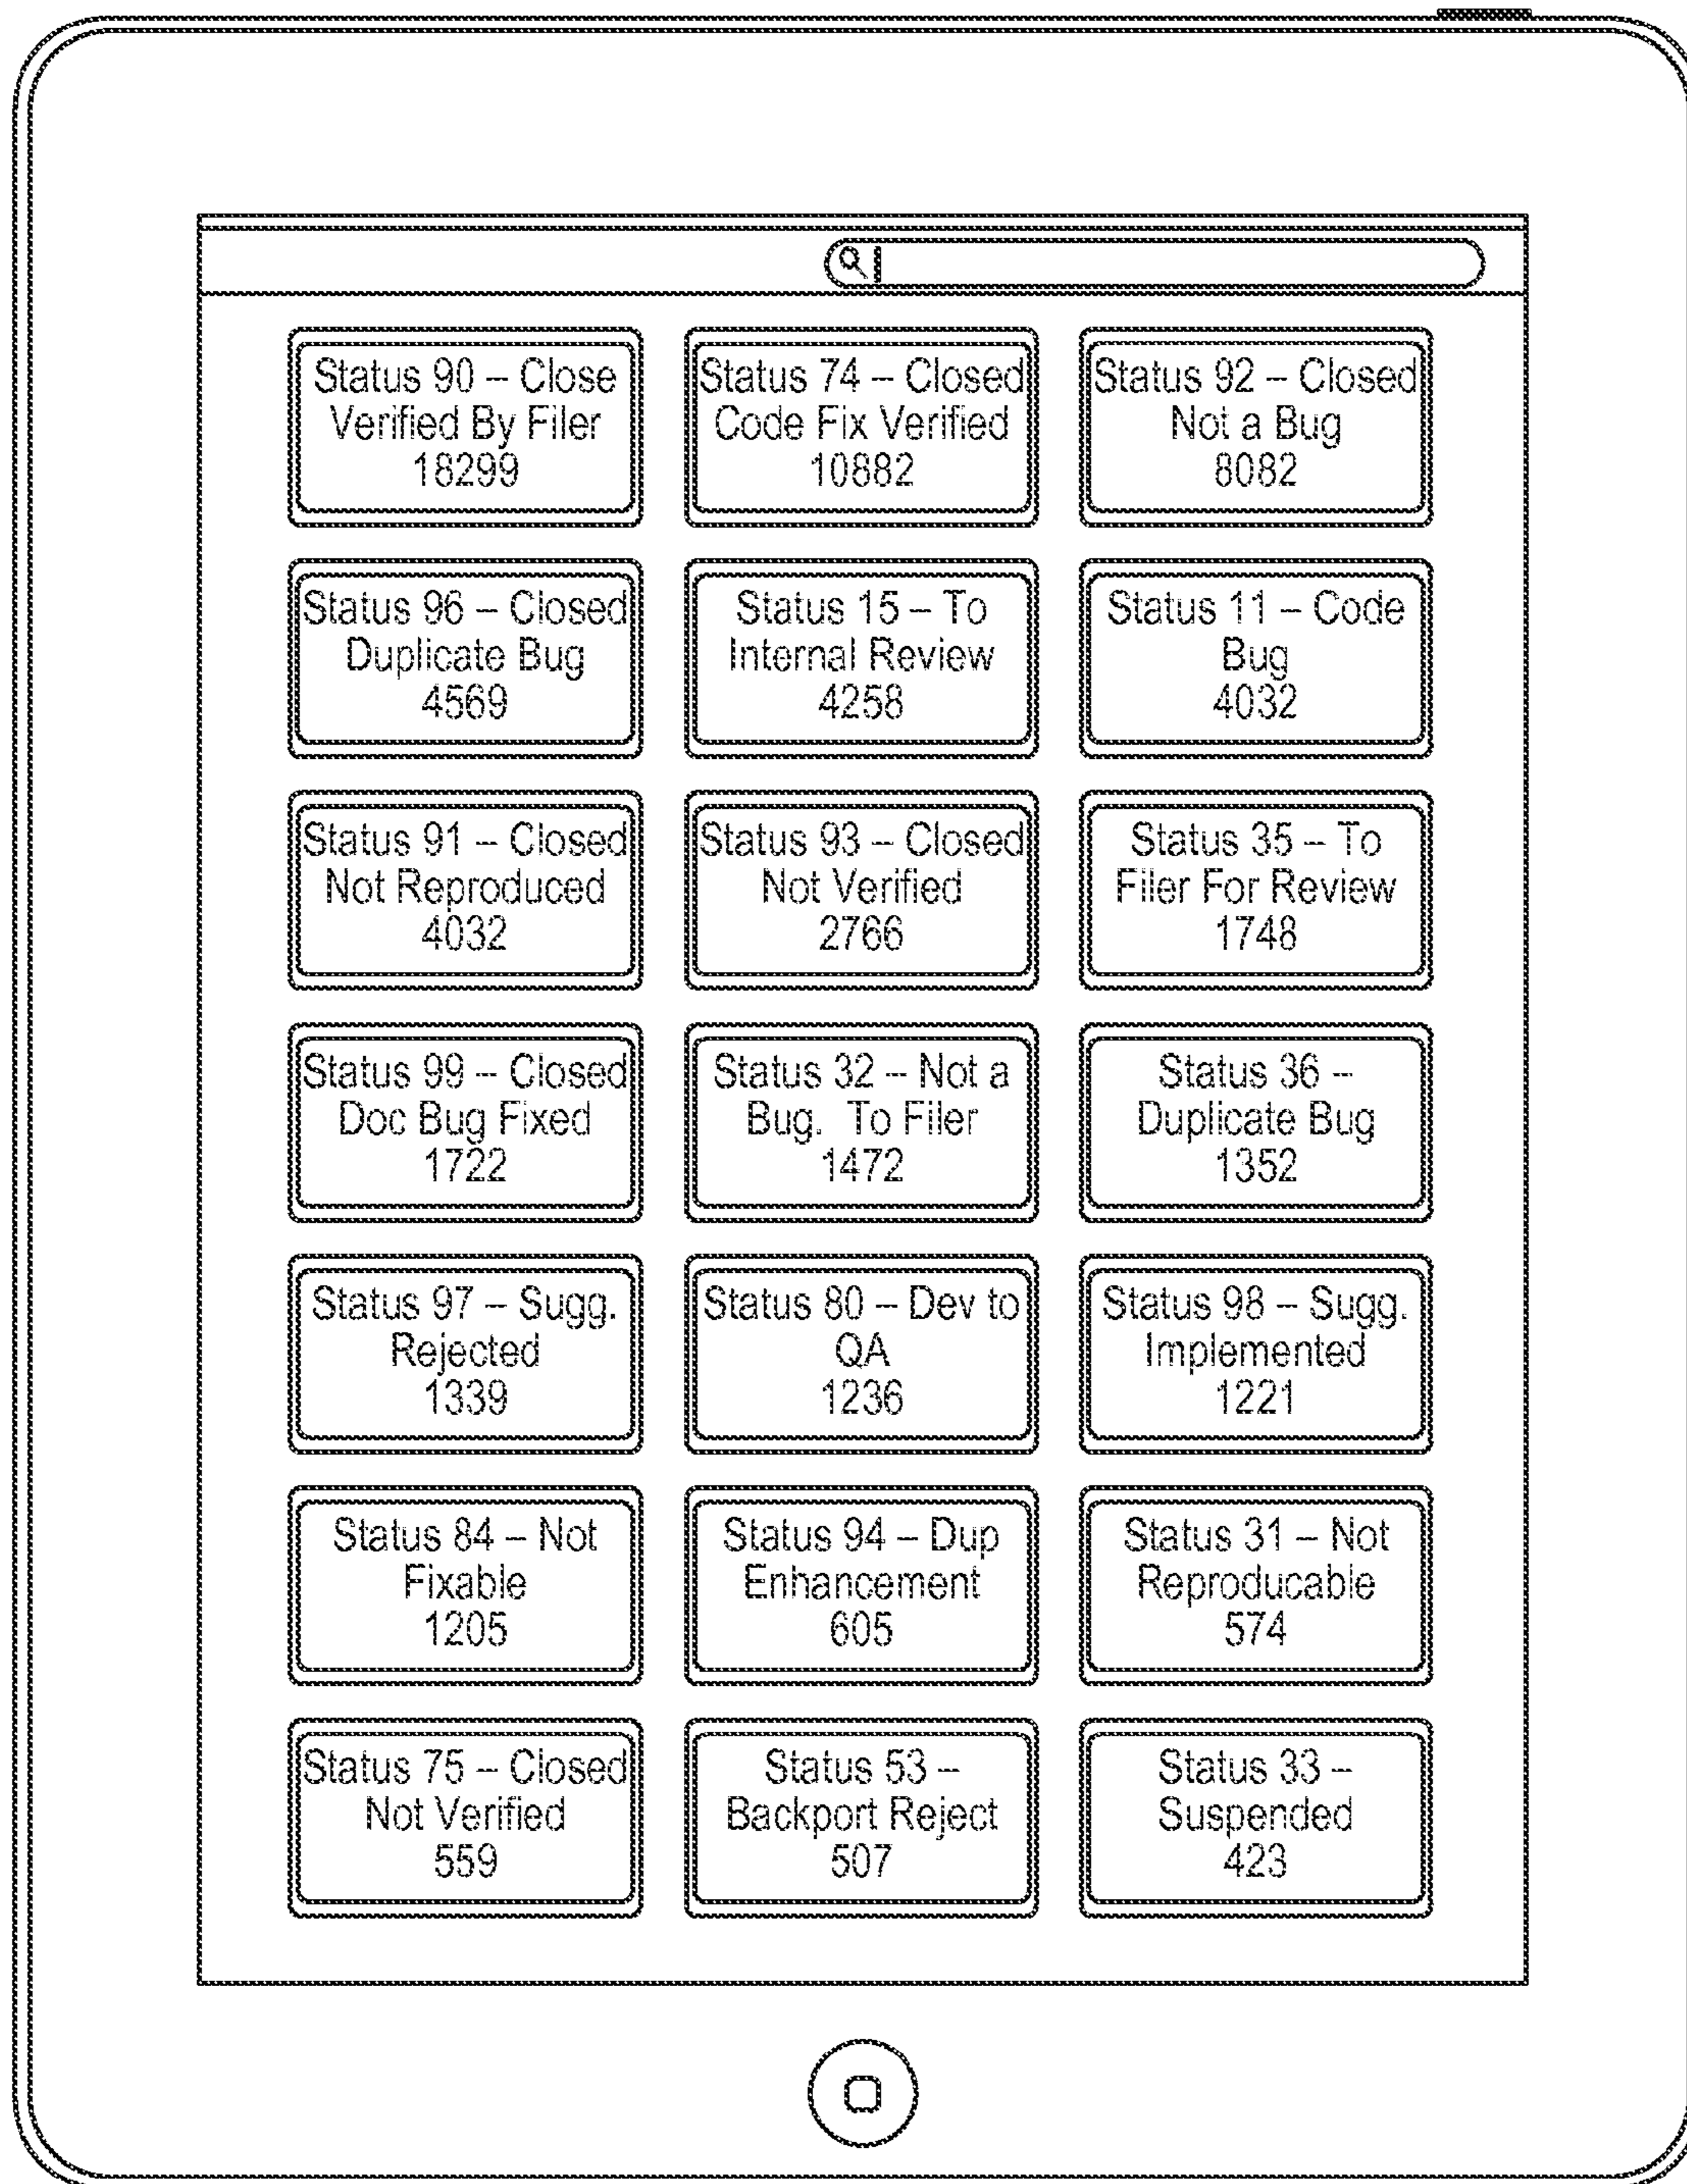 Status 90 – Close
Verified By Filer
18299
Status 74 – Closed
Code Fix Verified
10882
Status 92 – Closed
Not a Bug
8082
Status 96 – Closed
Duplicate Bug
4569
Status 15 – To
Internal Review
4258
Status 11 – Code
Bug
4032
Status 91 – Closed
Not Reproduced
4032
Status 93 – Closed
Not Verified
2766
Status 35 – To
Filer For Review
1748
Status 99 – Closed
Doc Bug Fixed
1722
Status 32 – Not a
Bug.  To Filer
1472
Status 36 –
Duplicate Bug
1352
Status 97 – Sugg.
Rejected
1339
Status 80 – Dev to
QA
1236
Status 98 – Sugg.
Implemented
1221
Status 84 – Not
Fixable
1205
Status 94 – Dup
Enhancement
605
Status 31 – Not
Reproducable
574
Status 75 – Closed
Not Verified
559
Status 53 –
Backport Reject
507
Status 33 –
Suspended
423